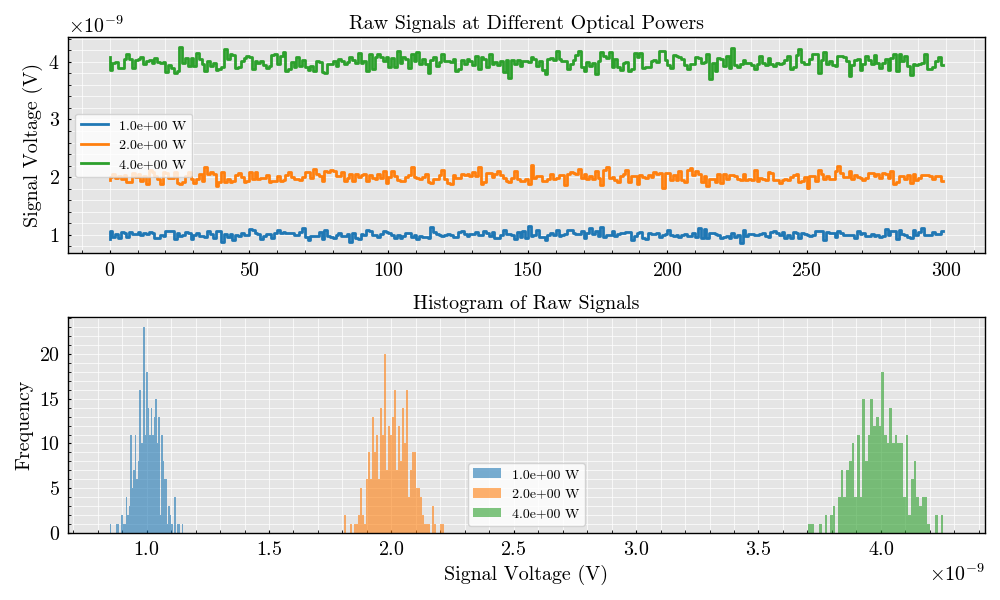 Raw Signals at Different Optical Powers
×10⁻⁹
Signal Voltage (V)
4
3
2
1
1.0e+00 W
2.0e+00 W
4.0e+00 W
0 50 100 150 200 250 300
Histogram of Raw Signals
Frequency
20
15
10
5
0
1.0e+00 W
2.0e+00 W
4.0e+00 W
1.0 1.5 2.0 2.5 3.0 3.5 4.0
Signal Voltage (V)
×10⁻⁹